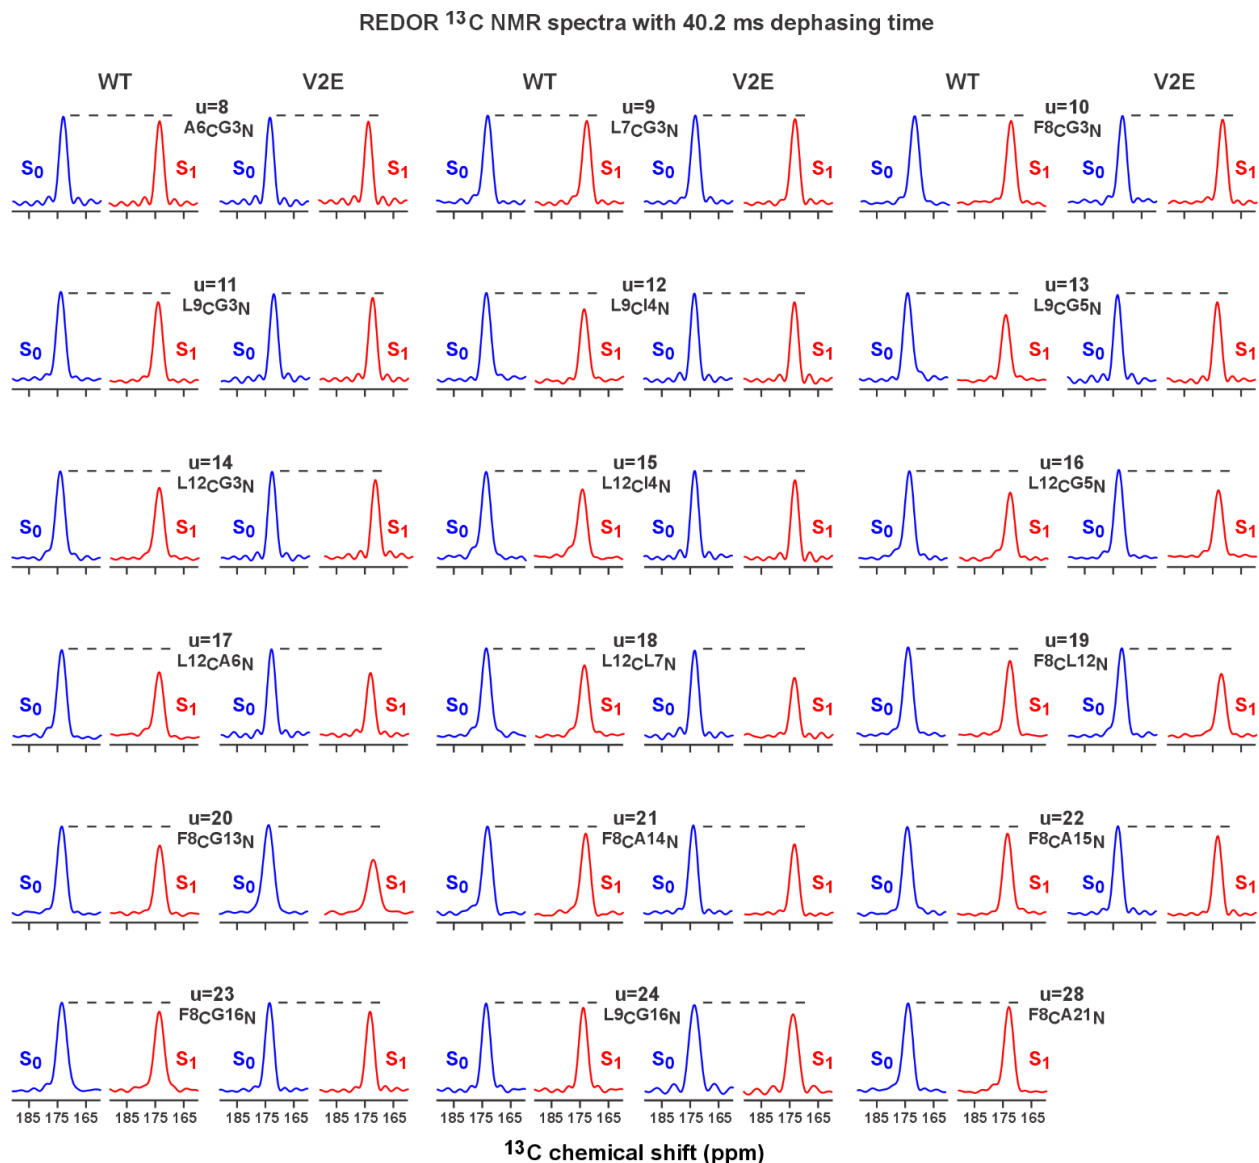 REDOR 13C NMR spectra with 40.2 ms dephasing time
WT V2E WT V2E WT V2E
u=8 u=9 u=10
A6CG3N L7CG3N F8CG3N
S0 S1 S0 S1 S0 S1 S0 S1 S0 S1 S0 S1
u=11 u=12 u=13
L9CG3N L9CI4N L9CG5N
S0 S1 S0 S1 S0 S1 S0 S1 S0 S1 S0 S1
u=14 u=15 u=16
L12CG3N L12CI4N L12CG5N
S0 S1 S0 S1 S0 S1 S0 S1 S0 S1 S0 S1
u=17 u=18 u=19
L12CA6N L12CL7N F8CL12N
S0 S1 S0 S1 S0 S1 S0 S1 S0 S1 S0 S1
u=20 u=21 u=22
F8CG13N F8CA14N F8CA15N
S0 S1 S0 S1 S0 S1 S0 S1 S0 S1 S0 S1
u=23 u=24 u=28
F8CG16N L9CG16N F8CA21N
S0 S1 S0 S1 S0 S1 S0 S1 S0 S1
185 175 165 185 175 165 185 175 165 185 175 165 185 175 165 185 175 165 185 175 165 185 175 165 185 175 165 185 175 165
13C chemical shift (ppm)